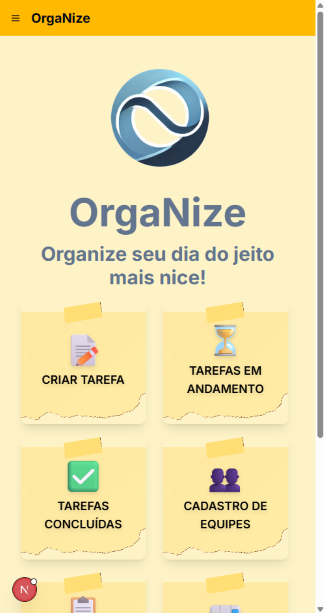 OrgaNize
OrgaNize
Organize seu dia do jeito
mais nice!
CRIAR TAREFA
TAREFAS EM
ANDAMENTO
TAREFAS
CONCLUÍDAS
CADASTRO DE
EQUIPES
N